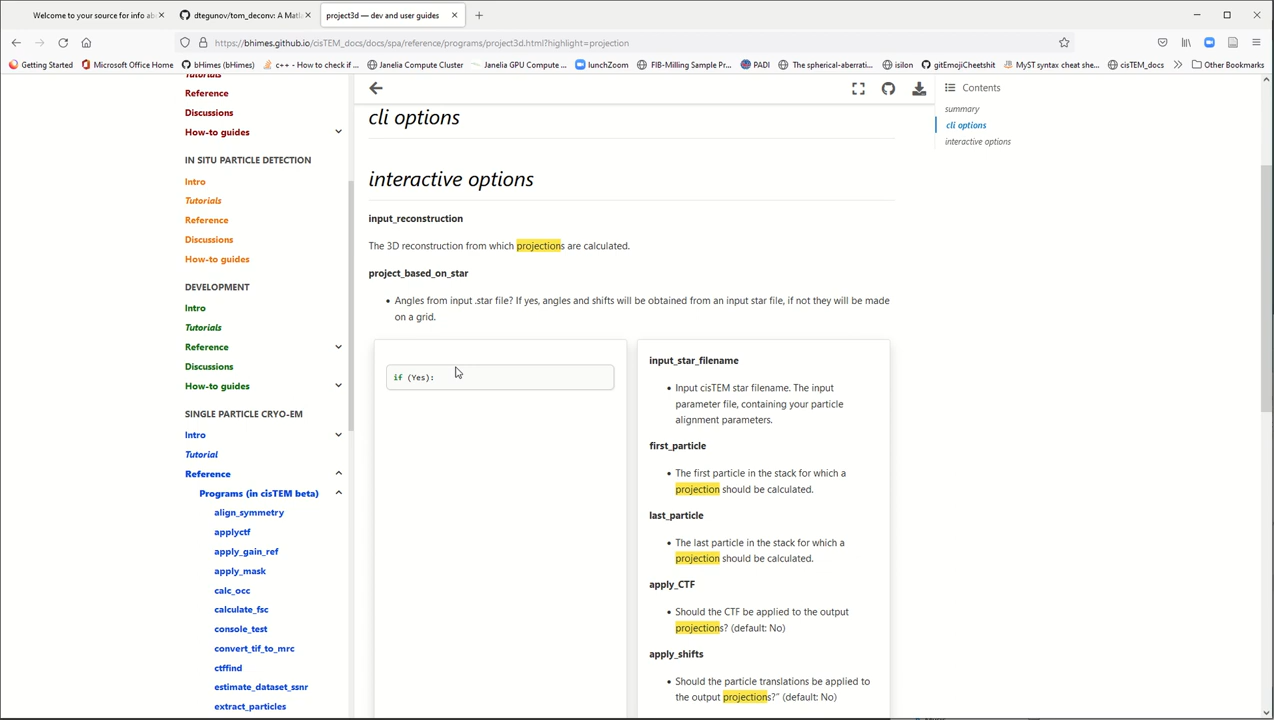 Welcome to your source for info ab
dtegunov/tom_deconv: A Matl
project3d — dev and user guides
https://bhimes.github.io/cisTEM_docs/docs/spa/reference/programs/project3d.html?highlight=projection
Getting Started
Microsoft Office Home
bHimes (bHimes)
c++ - How to check if ...
Janelia Compute Cluster
Janelia GPU Compute ...
lunchZoom
FIB-Milling Sample Pr...
PADI
The spherical-aberrati...
isilon
gitEmojiCheetshit
MyST syntax cheat she...
cisTEM_docs
Other Bookmarks
Tutorials
Reference
Discussions
How-to guides
IN SITU PARTICLE DETECTION
Intro
Tutorials
Reference
Discussions
How-to guides
DEVELOPMENT
Intro
Tutorials
Reference
Discussions
How-to guides
SINGLE PARTICLE CRYO-EM
Intro
Tutorial
Reference
Programs (in cisTEM beta)
align_symmetry
applyctf
apply_gain_ref
apply_mask
calc_occ
calculate_fsc
console_test
convert_tif_to_mrc
ctffind
estimate_dataset_ssnr
extract_particles
cli options
interactive options
input_reconstruction
The 3D reconstruction from which projections are calculated.
project_based_on_star
• Angles from input .star file? If yes, angles and shifts will be obtained from an input star file, if not they will be made
on a grid.
if (Yes):
input_star_filename
• Input cisTEM star filename. The input
parameter file, containing your particle
alignment parameters.
first_particle
• The first particle in the stack for which a
projection should be calculated.
last_particle
• The last particle in the stack for which a
projection should be calculated.
apply_CTF
• Should the CTF be applied to the output
projections? (default: No)
apply_shifts
• Should the particle translations be applied to
the output projections?" (default: No)
Contents
summary
cli options
interactive options